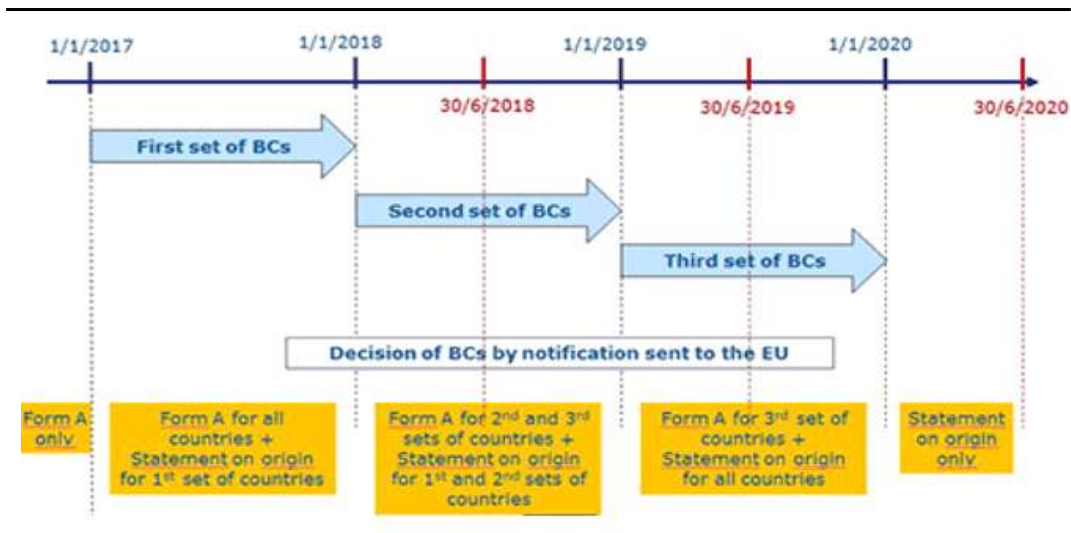 1/1/2017
1/1/2018
1/1/2019
1/1/2020
30/6/2018
30/6/2019
30/6/2020
First set of BCs
Second set of BCs
Third set of BCs
Decision of BCs by notification sent to the EU
Form A
only
Form A for all
countries +
Statement on origin
for 1st set of countries
Form A for 2nd and 3rd
sets of countries +
Statement on origin
for 1st and 2nd sets of
countries
Form A for 3rd set of
countries +
Statement on origin
for all countries
Statement
on origin
only